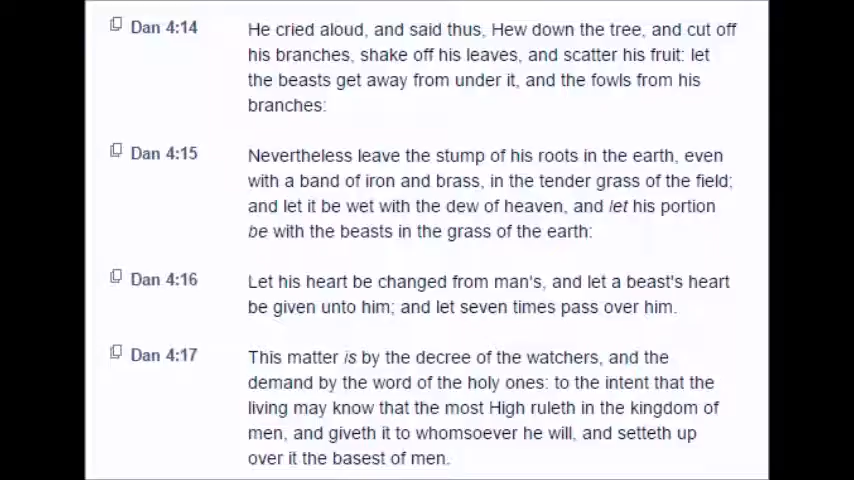 Dan 4:14 He cried aloud, and said thus, Hew down the tree, and cut off
his branches, shake off his leaves, and scatter his fruit: let
the beasts get away from under it, and the fowls from his
branches:
Dan 4:15 Nevertheless leave the stump of his roots in the earth, even
with a band of iron and brass, in the tender grass of the field;
and let it be wet with the dew of heaven, and let his portion
be with the beasts in the grass of the earth:
Dan 4:16 Let his heart be changed from man's, and let a beast's heart
be given unto him; and let seven times pass over him.
Dan 4:17 This matter is by the decree of the watchers, and the
demand by the word of the holy ones: to the intent that the
living may know that the most High ruleth in the kingdom of
men, and giveth it to whomsoever he will, and setteth up
over it the basest of men.